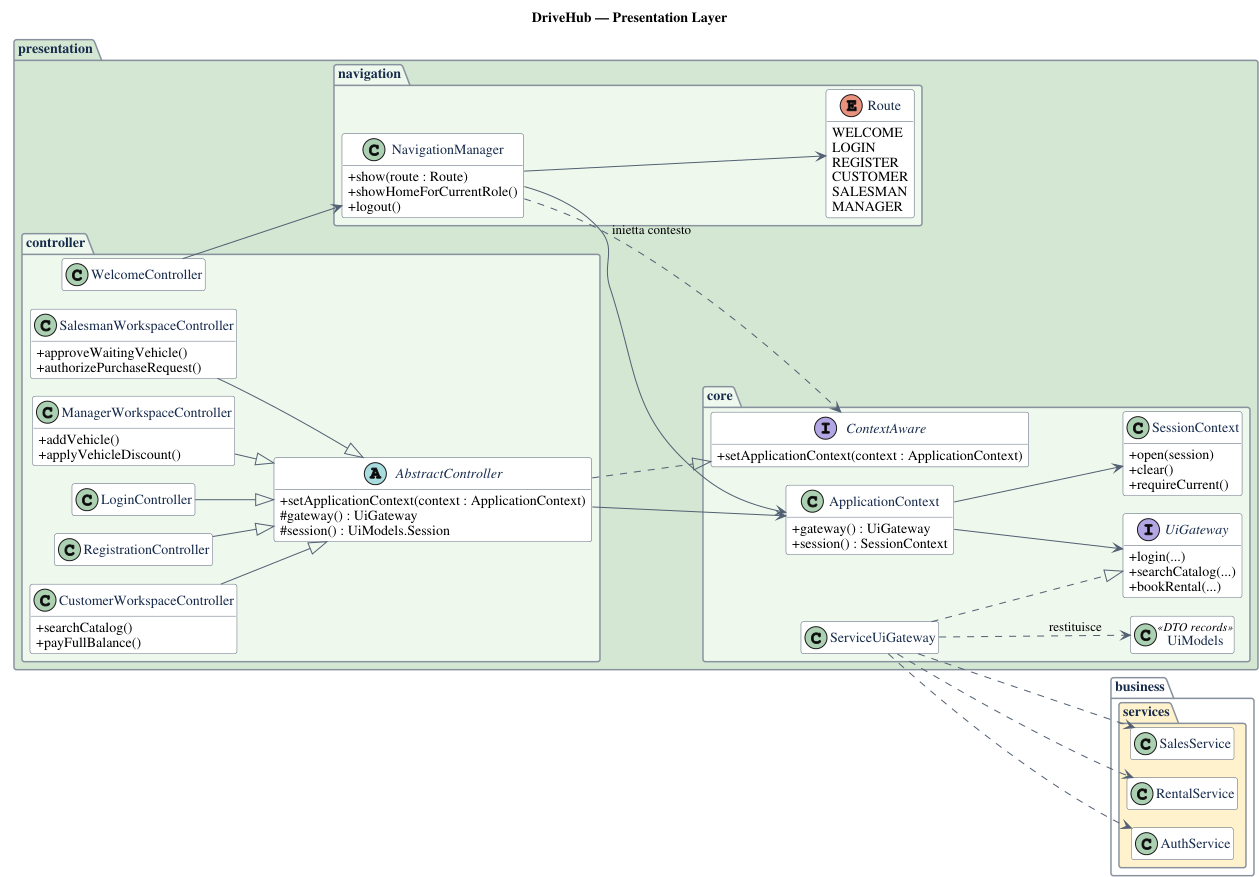 DriveHub — Presentation Layer
presentation
navigation
E Route
WELCOME
LOGIN
REGISTER
CUSTOMER
SALESMAN
MANAGER
C NavigationManager
+show(route : Route)
+showHomeForCurrentRole()
+logout()
inietta contesto
controller
C WelcomeController
C SalesmanWorkspaceController
+approveWaitingVehicle()
+authorizePurchaseRequest()
C ManagerWorkspaceController
+addVehicle()
+applyVehicleDiscount()
C LoginController
C RegistrationController
C CustomerWorkspaceController
+searchCatalog()
+payFullBalance()
A AbstractController
+setApplicationContext(context : ApplicationContext)
#gateway() : UiGateway
#session() : UiModels.Session
core
I ContextAware
+setApplicationContext(context : ApplicationContext)
C ApplicationContext
+gateway() : UiGateway
+session() : SessionContext
C SessionContext
+open(session)
+clear()
+requireCurrent()
I UiGateway
+login(...)
+searchCatalog(...)
+bookRental(...)
C ServiceUiGateway
restituisce
C «DTO records»
UiModels
business
services
C SalesService
C RentalService
C AuthService